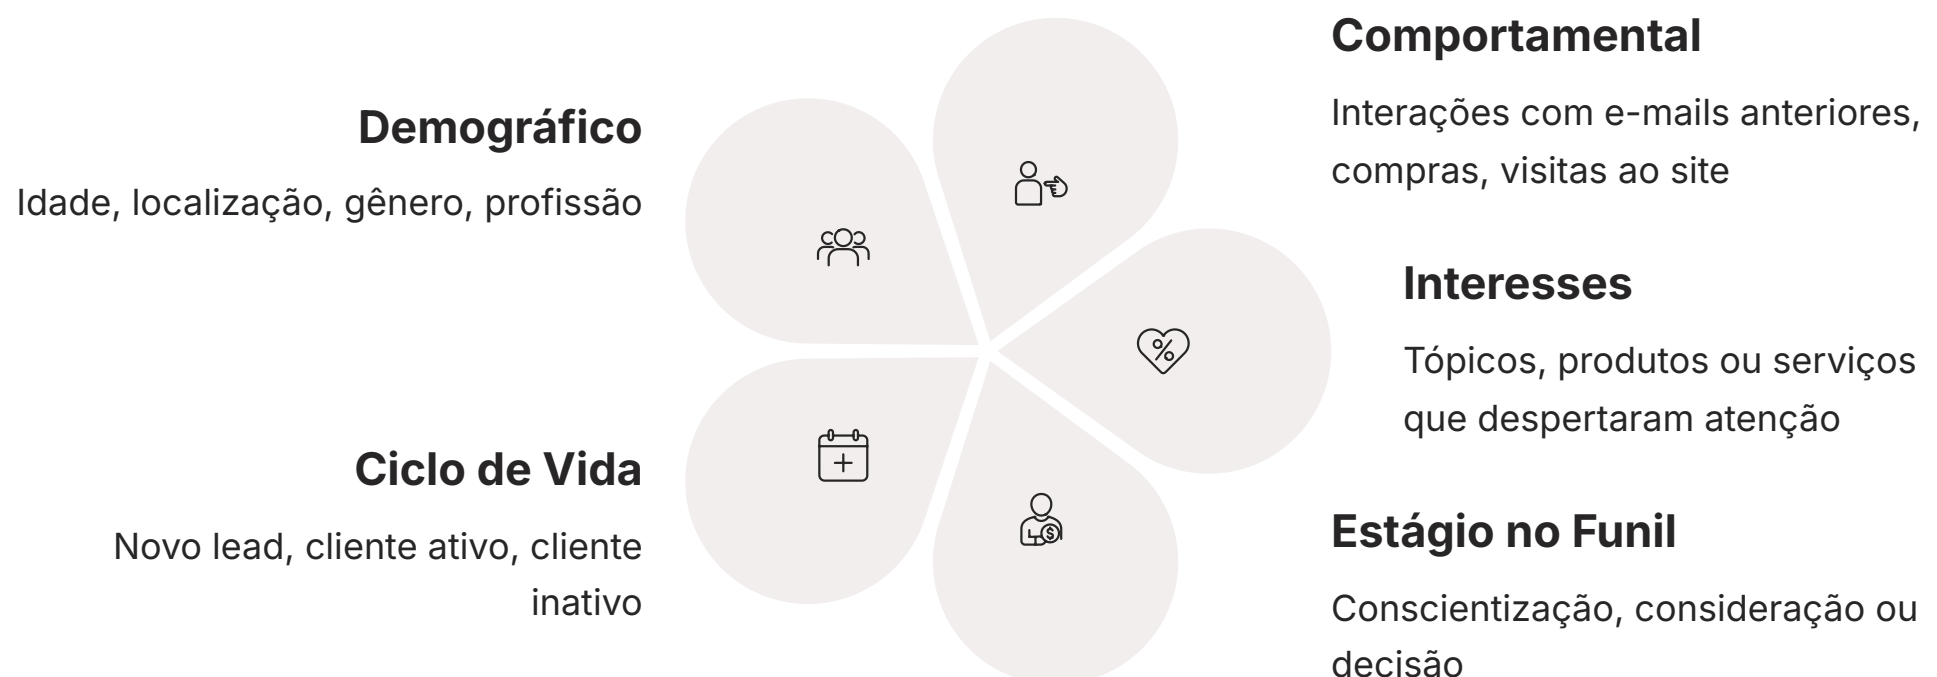 Demográfico
Idade, localização, gênero, profissão
Comportamental
Interações com e-mails anteriores,
compras, visitas ao site
Interesses
Tópicos, produtos ou serviços
que despertaram atenção
Ciclo de Vida
Novo lead, cliente ativo, cliente
inativo
Estágio no Funil
Conscientização, consideração ou
decisão
%
$